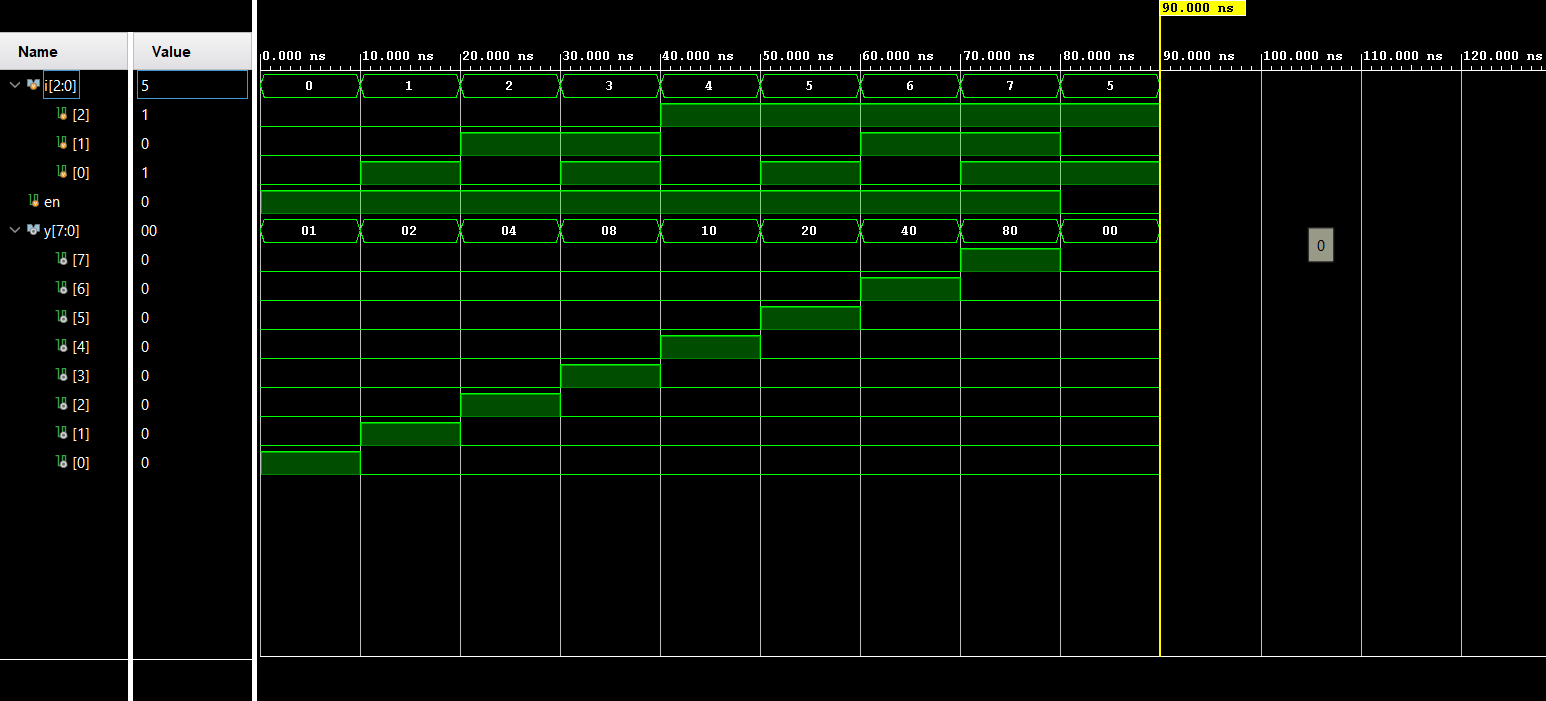 90.000 ns
Name Value
0.000 ns 10.000 ns 20.000 ns 30.000 ns 40.000 ns 50.000 ns 60.000 ns 70.000 ns 80.000 ns 90.000 ns 100.000 ns 110.000 ns 120.000 ns
i[2:0] 5 0 1 2 3 4 5 6 7 5
[2] 1
[1] 0
[0] 1
en 0
y[7:0] 00 01 02 04 08 10 20 40 80 00
0
[7] 0
[6] 0
[5] 0
[4] 0
[3] 0
[2] 0
[1] 0
[0] 0